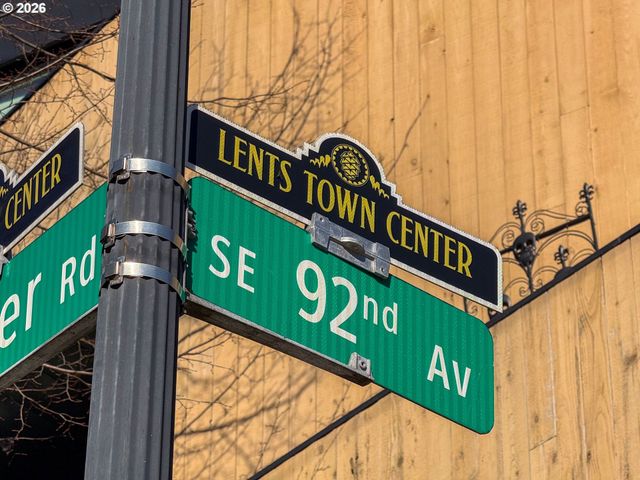 © 2026
LENTS TOWN CENTER
SE 92nd Av
CENTER
er Rd